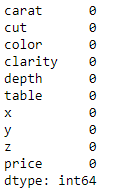 carat 0
cut 0
color 0
clarity 0
depth 0
table 0
x 0
y 0
z 0
price 0
dtype: int64